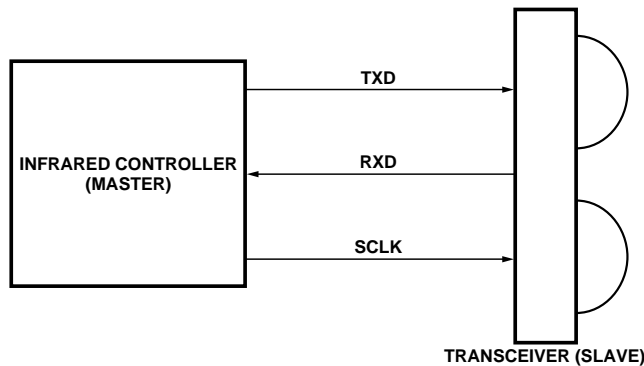 TXD
INFRARED CONTROLLER
(MASTER)
RXD
SCLK
TRANSCEIVER (SLAVE)